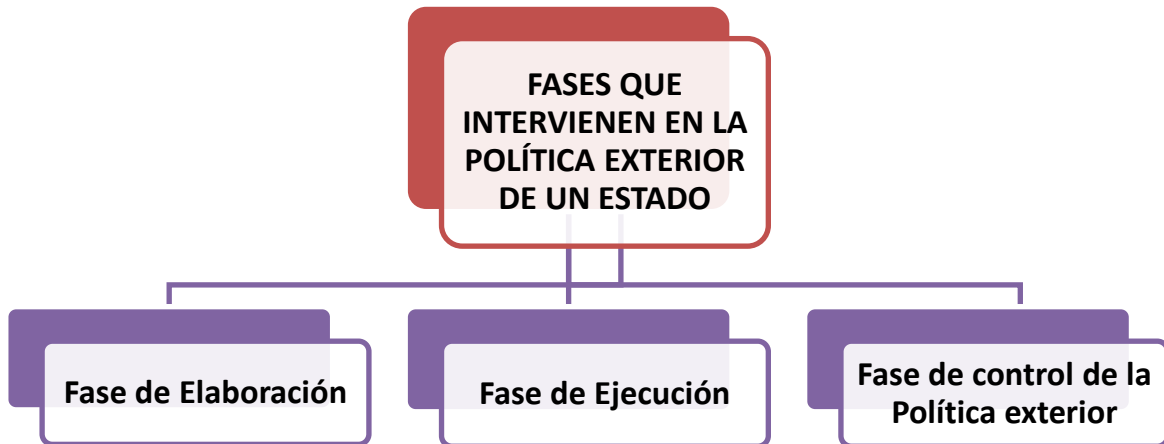 FASES QUE
INTERVIENEN EN LA
POLÍTICA EXTERIOR
DE UN ESTADO
Fase de Elaboración
Fase de Ejecución
Fase de control de la
Política exterior